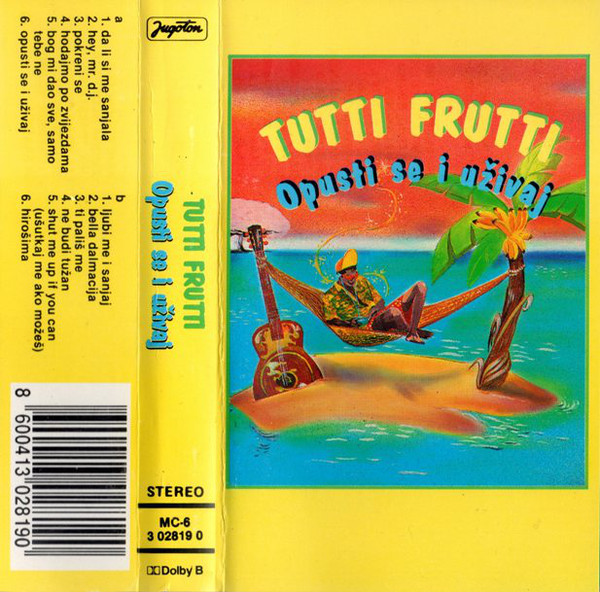 a
1. da li si me sanjala
2. hey, mr. d.j.
3. pokreni se
4. hodajmo po zvijezdama
5. bog mi dao sve, samo
tebe ne
6. opusti se i uživaj
b
1. ljubi me i sanjaj
2. bella dalmacija
3. ti pališ me
4. ne budi tužan
5. shut me up if you can
(ušutkaj me ako možeš)
6. hirošima
8 600413 028190
Jugoton
TUTTI FRUTTI
Opusti se i uživaj
STEREO
MC-6
3 02819 0
Dolby B
TUTTI FRUTTI
Opusti se i uživaj